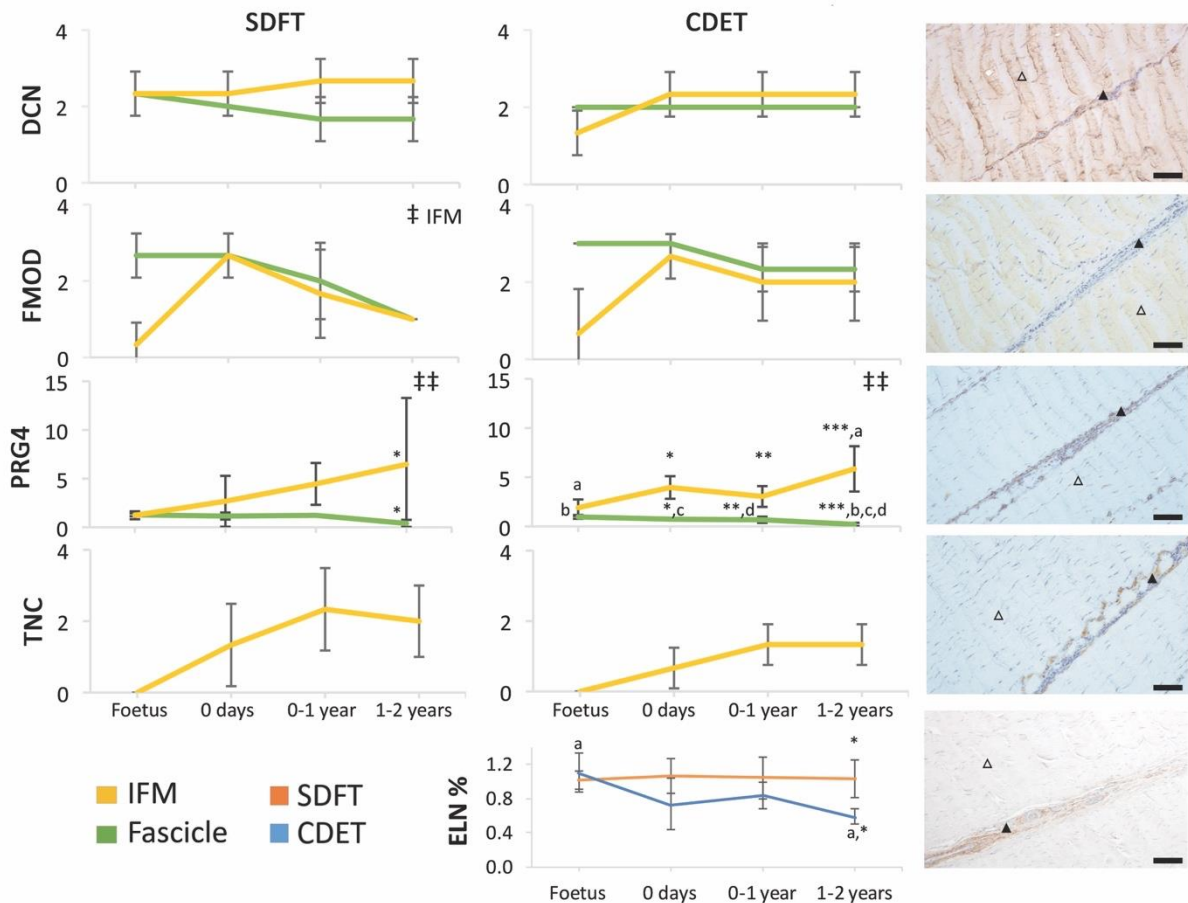 SDFT
CDET
DCN
4
2
0
4
2
0
FMOD
4
2
0
‡ IFM
4
2
0
PRG4
15
10
5
0
‡‡
*
*
15
10
5
0
‡‡
***,a
*
**
a
b
*,c
**,d
***,b,c,d
TNC
4
2
0
4
2
0
Foetus 0 days 0-1 year 1-2 years
Foetus 0 days 0-1 year 1-2 years
IFM
SDFT
Fascicle
CDET
ELN %
1.2
0.8
0.4
0.0
a
*
a,*
Foetus 0 days 0-1 year 1-2 years